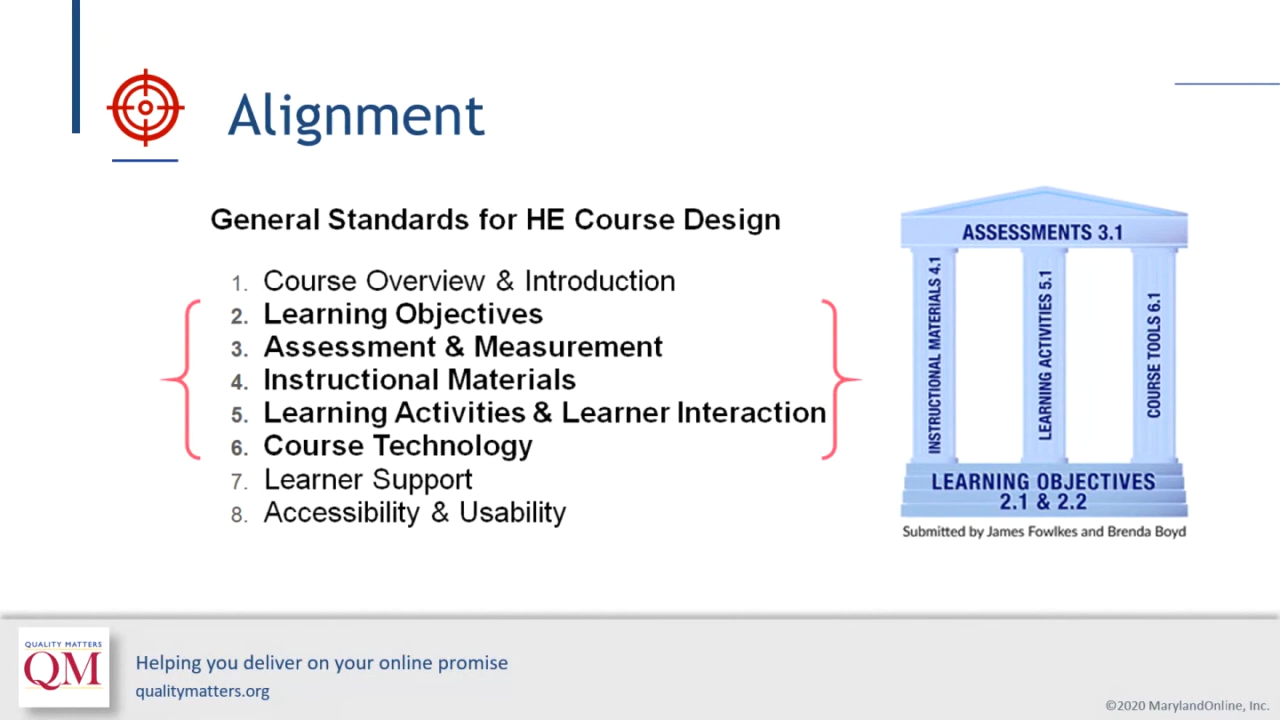 Alignment
General Standards for HE Course Design
1. Course Overview & Introduction
2. Learning Objectives
3. Assessment & Measurement
4. Instructional Materials
5. Learning Activities & Learner Interaction
6. Course Technology
7. Learner Support
8. Accessibility & Usability
ASSESSMENTS 3.1
INSTRUCTIONAL MATERIALS 4.1
LEARNING ACTIVITIES 5.1
COURSE TOOLS 6.1
LEARNING OBJECTIVES
2.1 & 2.2
Submitted by James Fowlkes and Brenda Boyd
QUALITY MATTERS
QM
Helping you deliver on your online promise
qualitymatters.org
©2020 MarylandOnline, Inc.